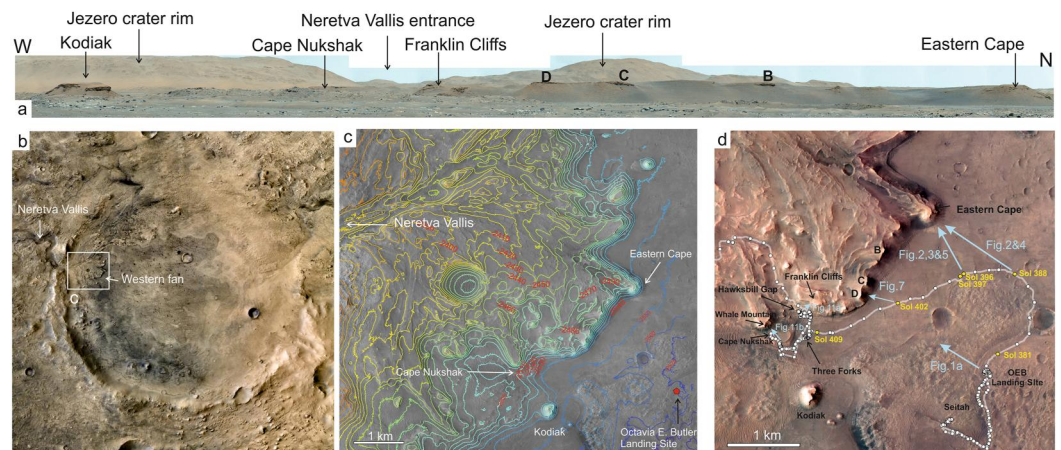 Jezero crater rim
Neretva Vallis entrance
Jezero crater rim
W
Kodiak
Cape Nukshak
Franklin Cliffs
Eastern Cape
N
D
C
B
a
b
Neretva Vallis
Western fan
C
c
Neretva Vallis
Eastern Cape
Cape Nukshak
Kodiak
Octavia E. Butler
Landing Site
1 km
d
Eastern Cape
Fig.2&4
Fig.2,3&5
B
Franklin Cliffs
Sol 396
Sol 388
Sol 397
Hawksbill Gap
C
D
Fig.7
Sol 402
Whale Mountain
Fig 11b
Cape Nukshak
Sol 409
Three Forks
Fig.1a
Sol 381
OEB
Landing Site
Kodiak
Seitah
1 km